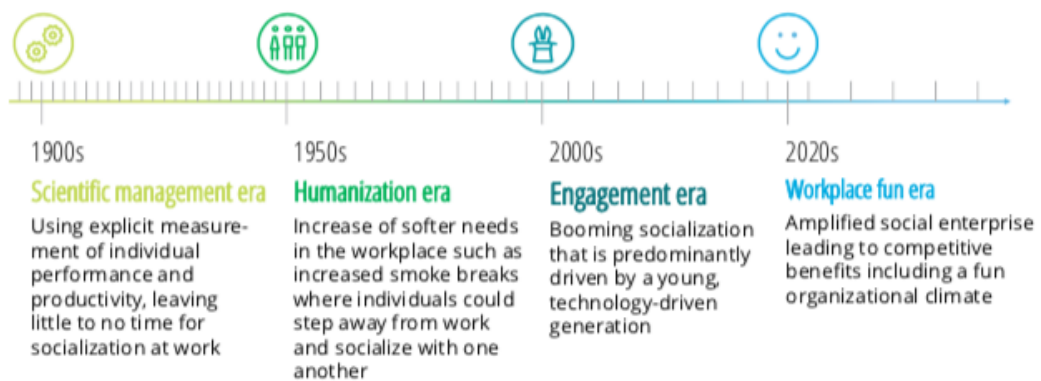 1900s
Scientific management era
Using explicit measure-
ment of individual
performance and
productivity, leaving
little to no time for
socialization at work
1950s
Humanization era
Increase of softer needs
in the workplace such as
increased smoke breaks
where individuals could
step away from work
and socialize with one
another
2000s
Engagement era
Booming socialization
that is predominantly
driven by a young,
technology-driven
generation
2020s
Workplace fun era
Amplified social enterprise
leading to competitive
benefits including a fun
organizational climate